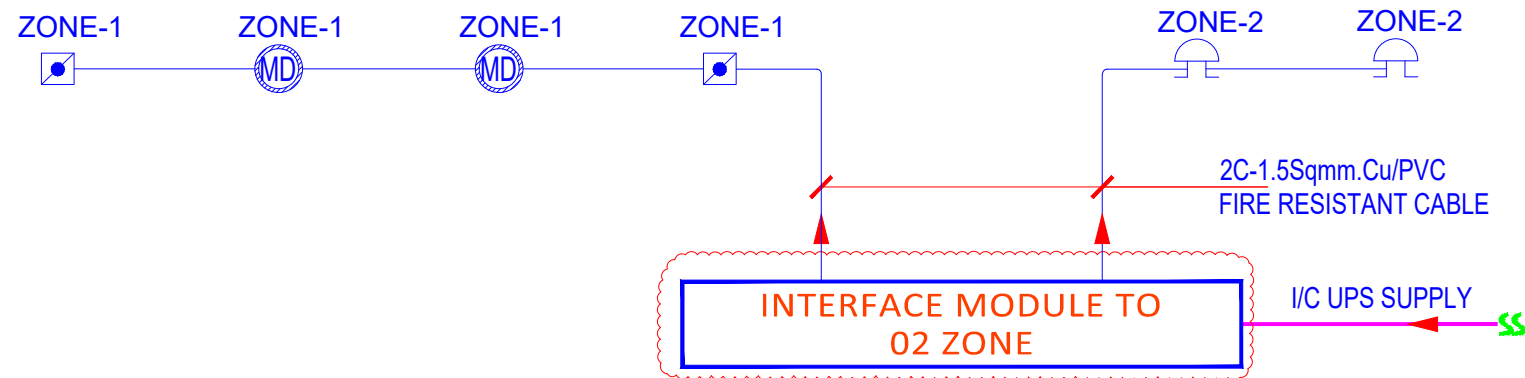 ZONE-1
ZONE-1
ZONE-1
ZONE-1
ZONE-2
ZONE-2
MD
MD
2C-1.5Sqmm.Cu/PVC
FIRE RESISTANT CABLE
I/C UPS SUPPLY
INTERFACE MODULE TO
02 ZONE